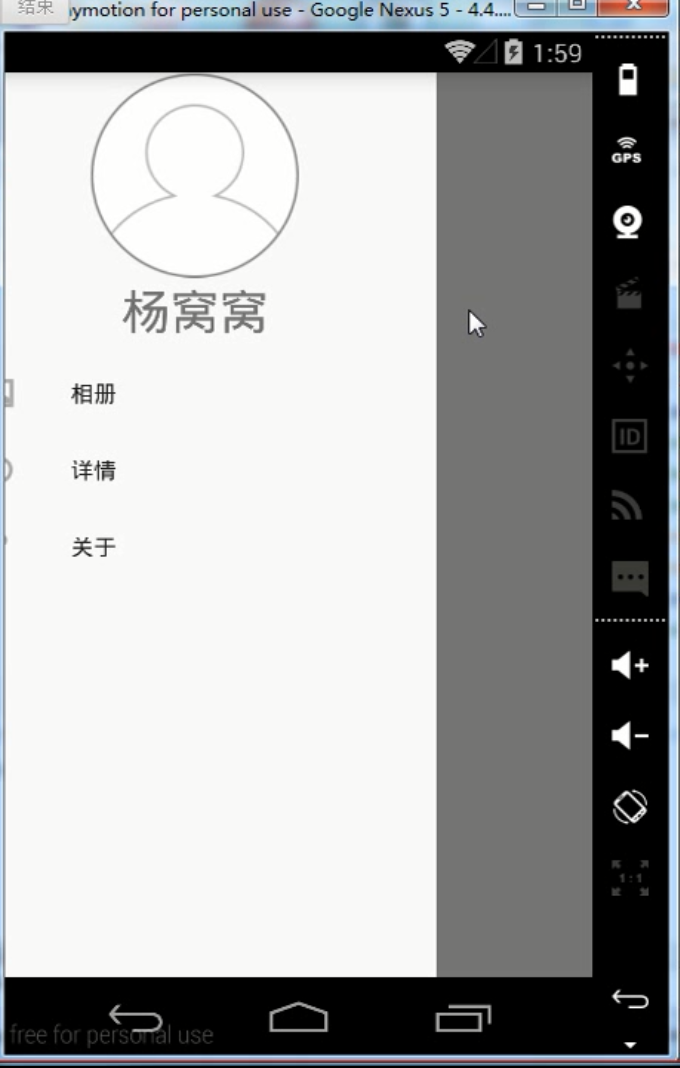 结束
ymotion for personal use - Google Nexus 5 - 4.4....
1:59
GPS
杨窝窝
相册
详情
ID
关于
1:1
free for personal use